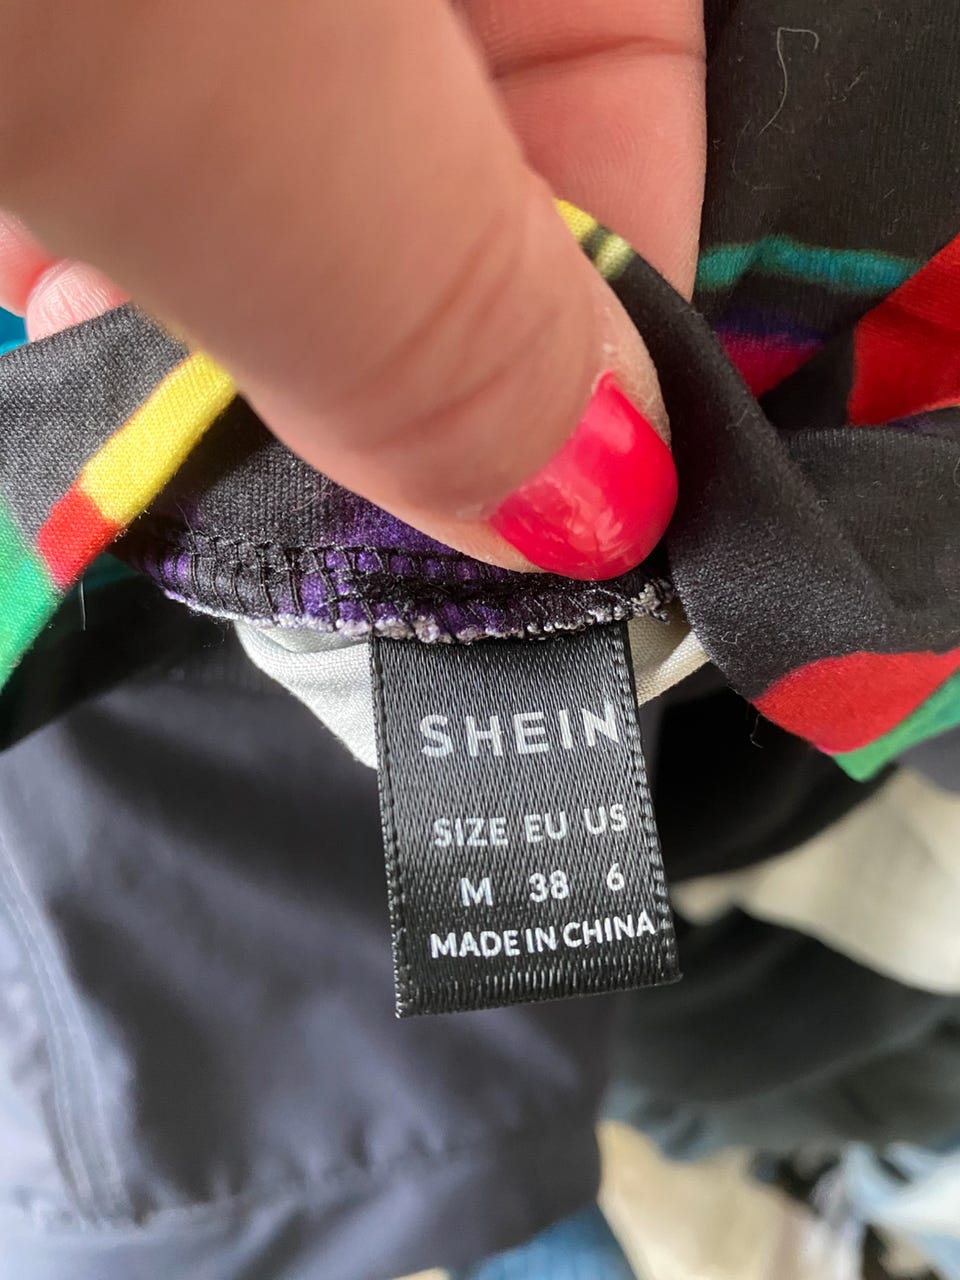 SHEIN
SIZE EU US
M 38 6
MADE IN CHINA